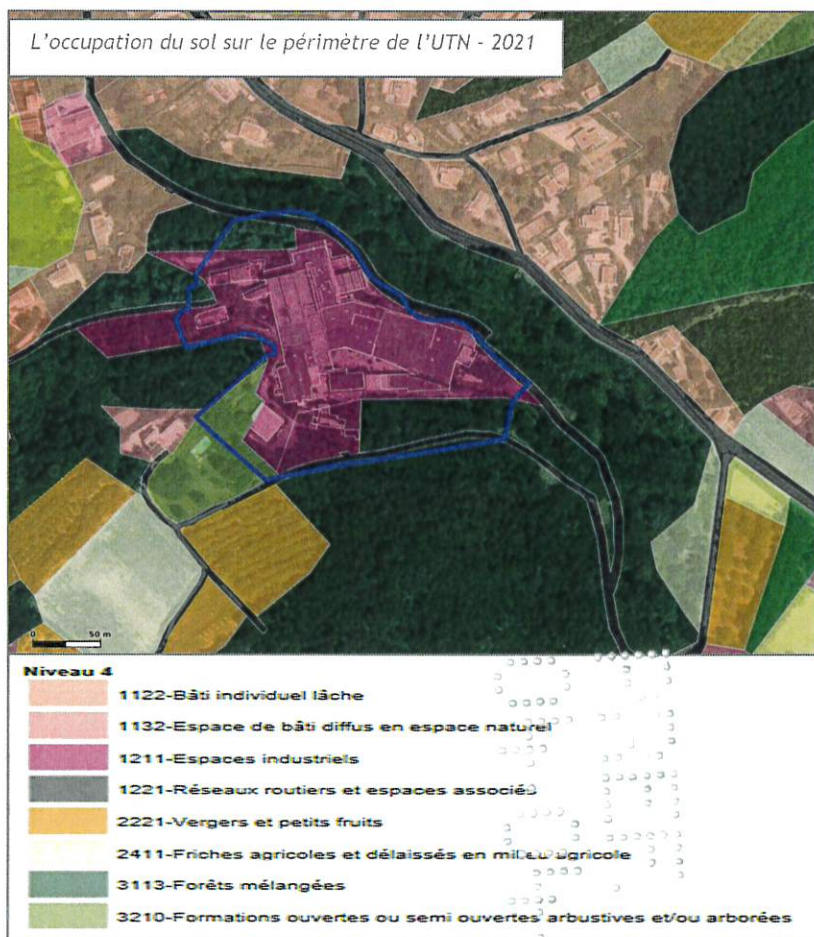 L'occupation du sol sur le périmètre de l'UTN - 2021
0 50 m
Niveau 4
1122-Bâti individuel lâche
1132-Espace de bâti diffus en espace naturel
1211-Espaces industriels
1221-Réseaux routiers et espaces associés
2221-Vergers et petits fruits
2411-Friches agricoles et délaissés en milieu agricole
3113-Forêts mélangées
3210-Formations ouvertes ou semi ouvertes arbustives et/ou arborées